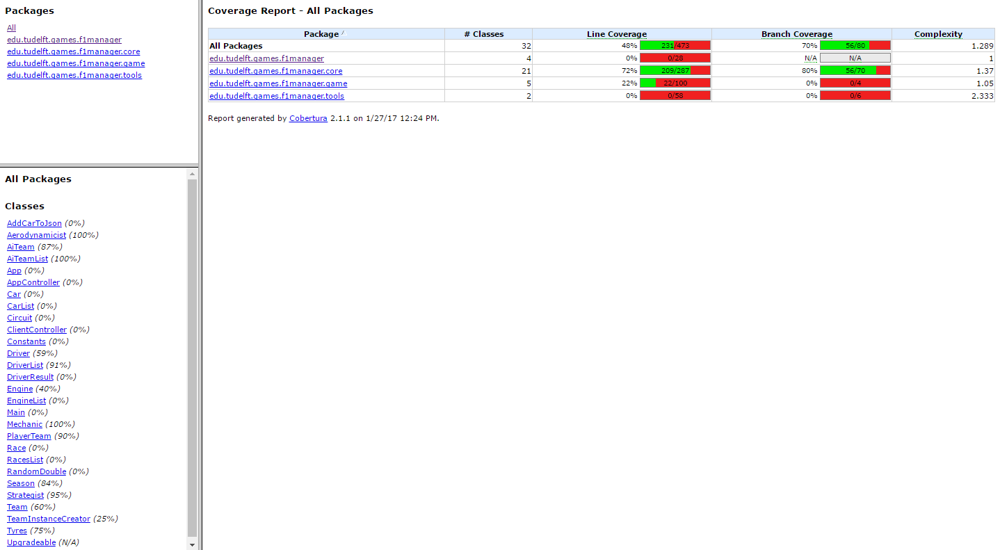 Packages
All
edu.tudelft.games.f1manager
edu.tudelft.games.f1manager.core
edu.tudelft.games.f1manager.game
edu.tudelft.games.f1manager.tools
All Packages
Classes
AddCarToJson (0%)
Aerodynamicist (100%)
AiTeam (87%)
AiTeamList (100%)
App (0%)
AppController (0%)
Car (0%)
CarList (0%)
Circuit (0%)
ClientController (0%)
Constants (0%)
Driver (59%)
DriverList (91%)
DriverResult (0%)
Engine (40%)
EngineList (0%)
Main (0%)
Mechanic (100%)
PlayerTeam (90%)
Race (0%)
RacesList (0%)
RandomDouble (0%)
Season (84%)
Strategist (95%)
Team (60%)
TeamInstanceCreator (25%)
Tyres (75%)
Upgradeable (N/A)
Coverage Report - All Packages
Package # Classes Line Coverage Branch Coverage Complexity
All Packages 32 48% 231/473 70% 56/80 1.289
edu.tudelft.games.f1manager 4 0% 0/28 N/A N/A 1
edu.tudelft.games.f1manager.core 21 72% 209/287 80% 56/70 1.37
edu.tudelft.games.f1manager.game 5 22% 22/100 0% 0/4 1.05
edu.tudelft.games.f1manager.tools 2 0% 0/58 0% 0/6 2.333
Report generated by Cobertura 2.1.1 on 1/27/17 12:24 PM.